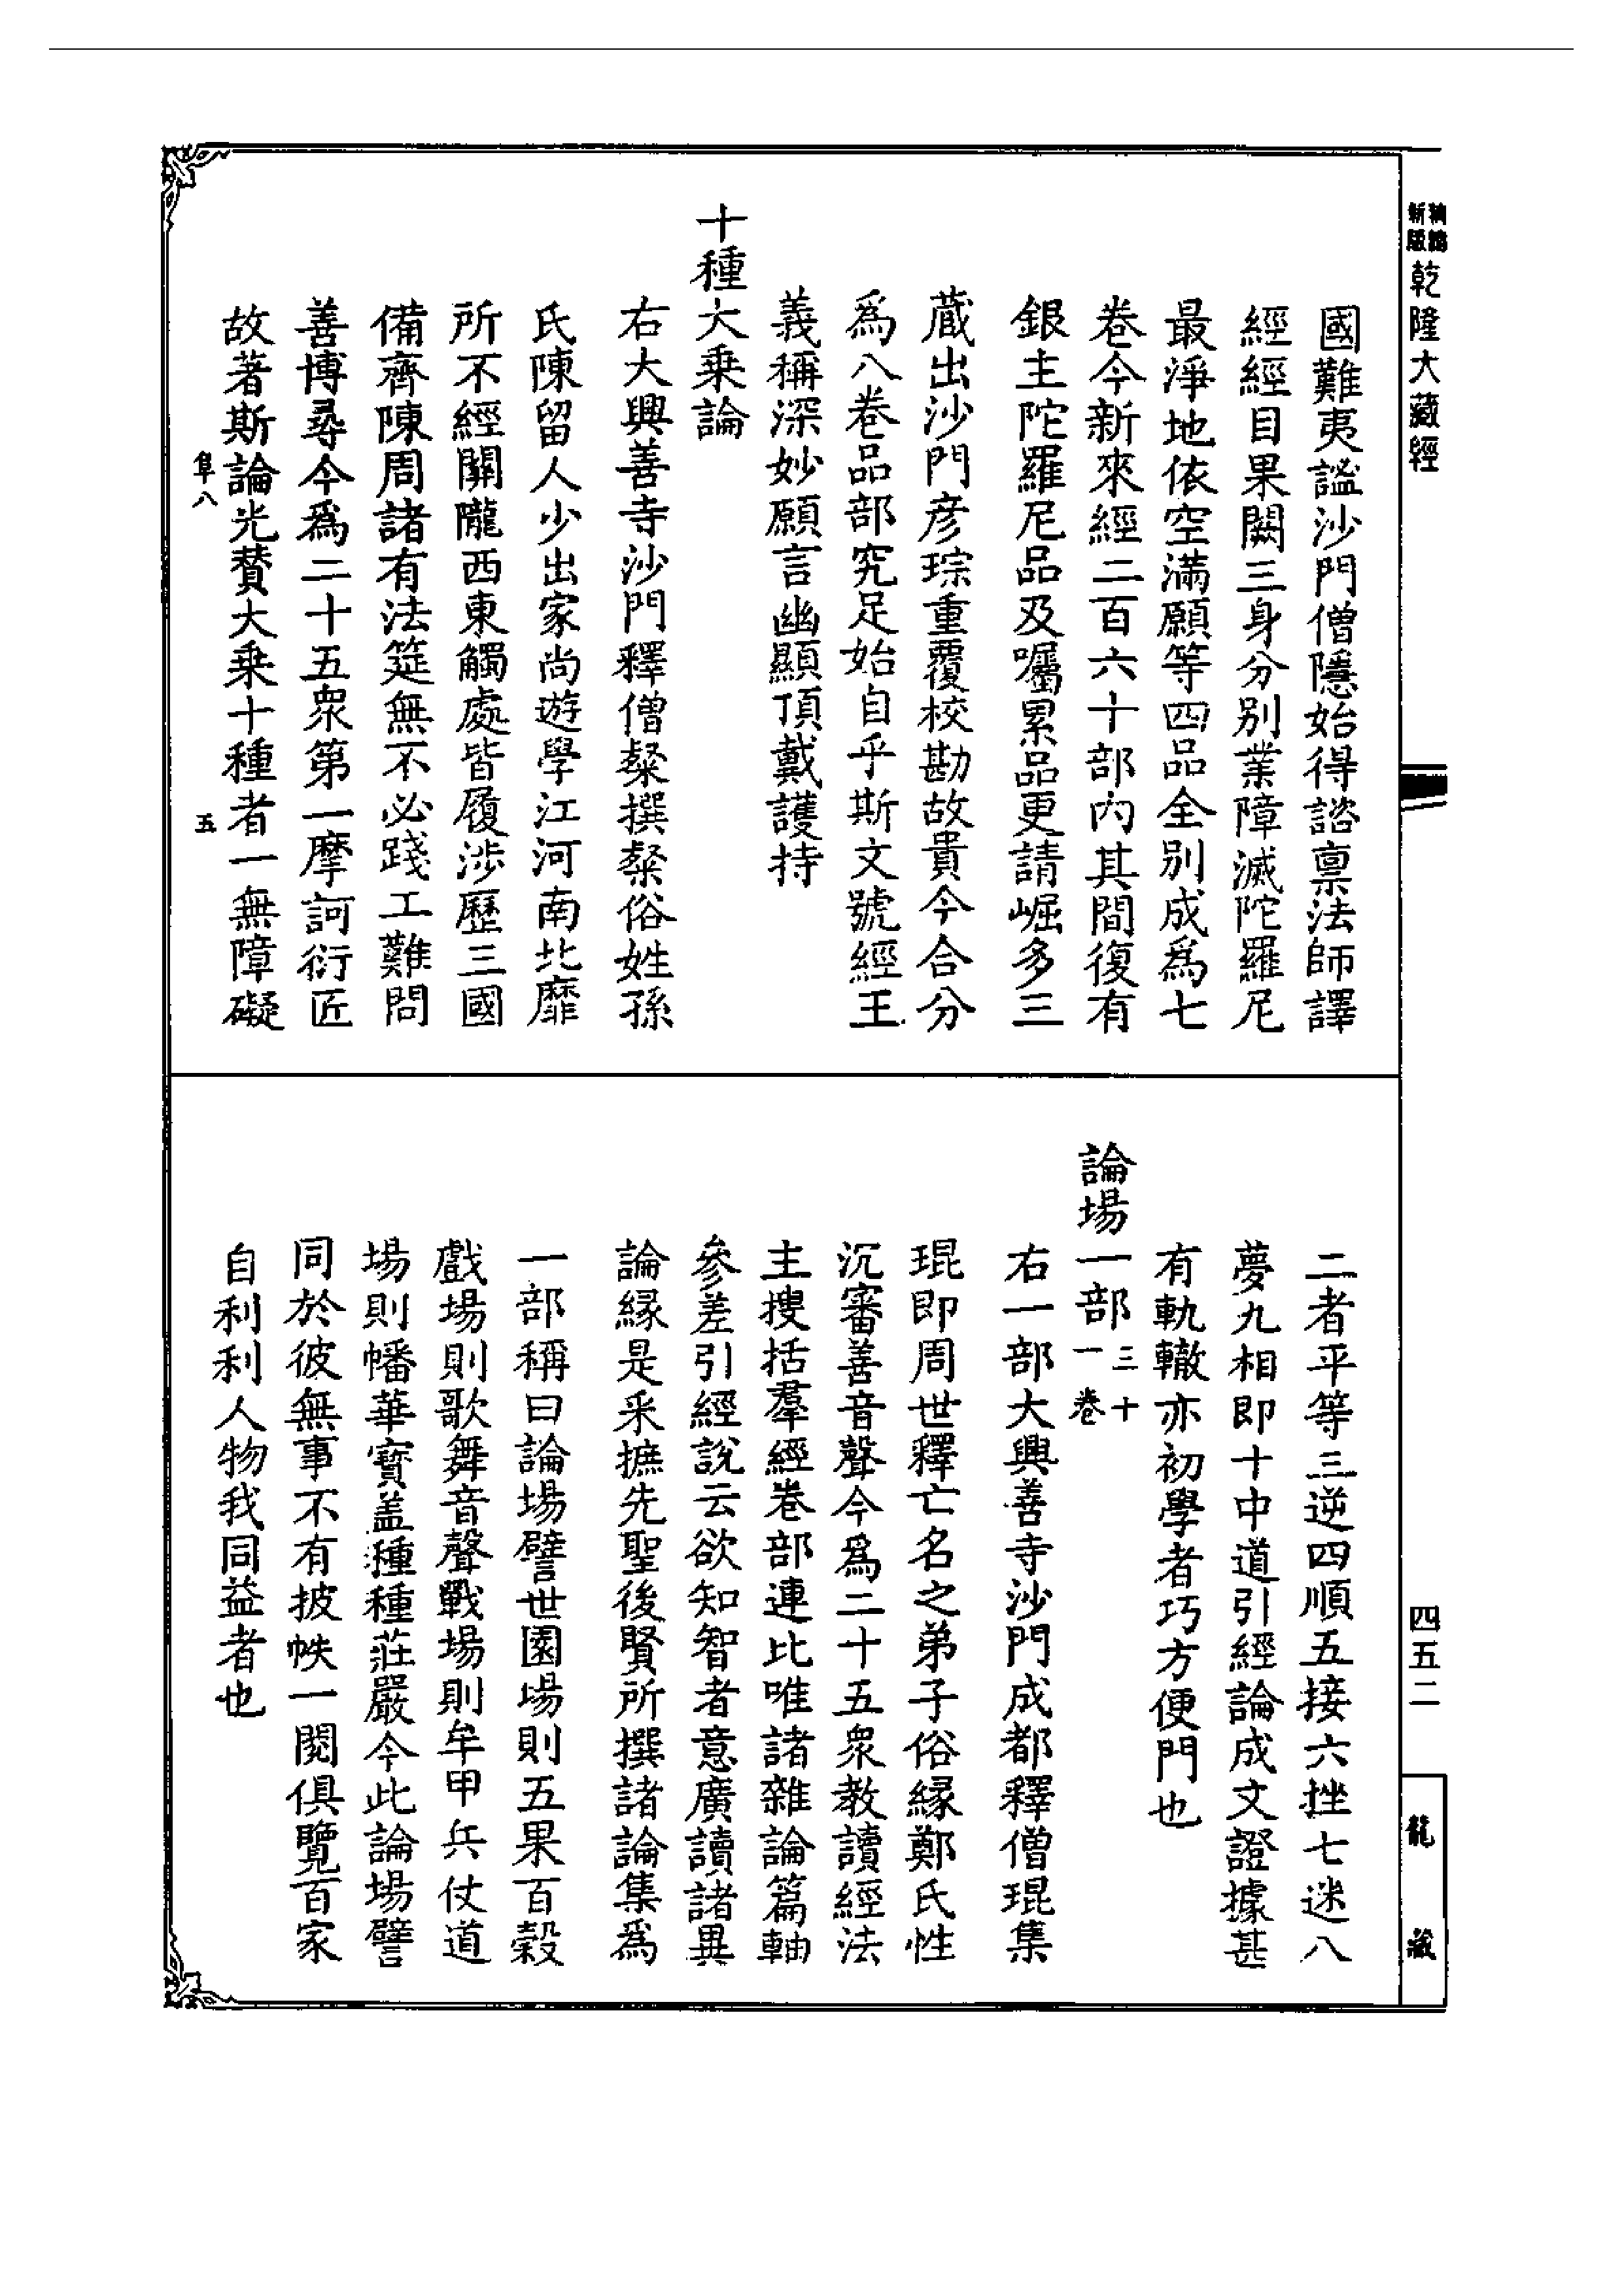 乾隆大藏經
四五二
龍藏
國難夷謐沙門僧隱始得諮禀法師譯
經經目果闕三身分別業障滅陀羅尼
最淨地依空滿願等四品全別成爲七
卷今新來經二百六十部內其間復有
銀主陀羅尼品及囑累品更請崛多三
藏出沙門彦琮重覆校勘故貴今合分
爲八卷品部究足始自乎斯文號經王
義稱深妙願言幽顯頂戴護持
十種大乗論
右大興善寺沙門釋僧粲撰粲俗姓孫
氏陳留人少出家尚遊學江河南北靡
所不經關隴西東觸處皆履涉歷三國
備齊陳周諸有法筵無不必踐工難問
善博尋今爲二十五衆第一摩訶衍匠
故著斯論光賛大乗十種者一無障礙
阜八 五
二者平等三逆四順五接六挫七迷八
夢九相即十中道引經論成文證據甚
有軌轍亦初學者巧方便門也
論場一部三十一卷
右一部大興善寺沙門成都釋僧琨集
琨即周世釋亡名之弟子俗緣鄭氏性
沉審善音聲今爲二十五衆教讀經法
主搜括羣經卷部連比唯諸雜論篇軸
參差引經說云欲知智者意廣讀諸異
論緣是釆摭先聖後賢所撰諸論集爲
一部稱曰論場譬世園場則五果百穀
戲場則歌舞音聲戰場則牟甲兵仗道
場則幡華寶盖種種莊嚴今此論場譬
同於彼無事不有披帙一閱俱覽百家
自利利人物我同益者也